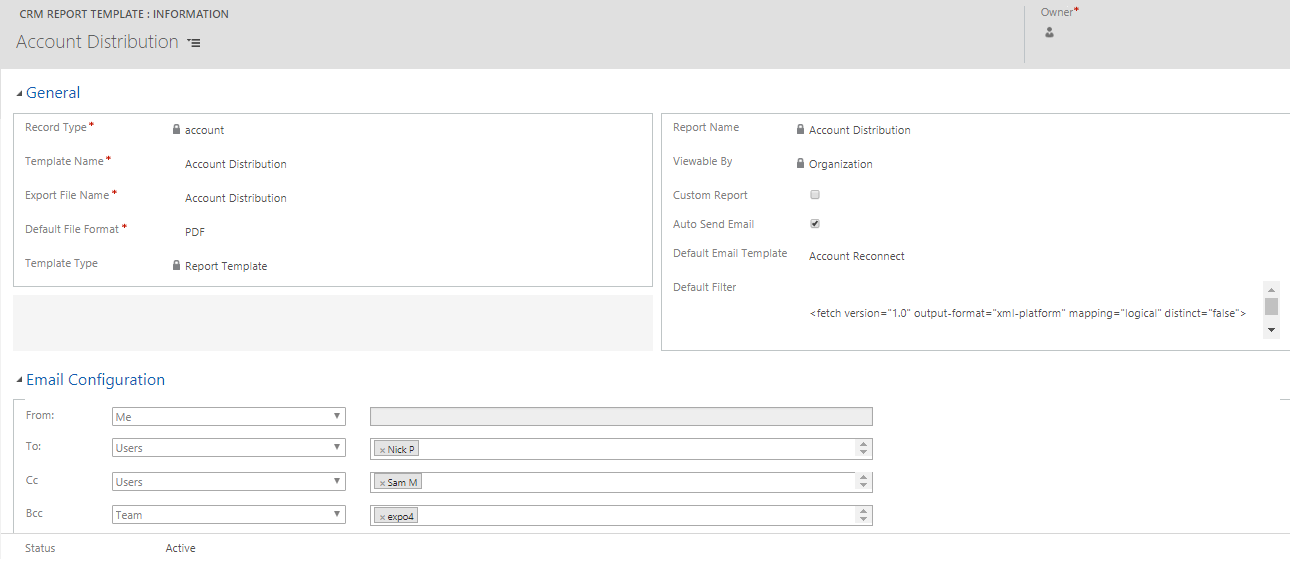 CRM REPORT TEMPLATE : INFORMATION
Account Distribution
Owner*
General
Record Type* account
Template Name* Account Distribution
Export File Name* Account Distribution
Default File Format* PDF
Template Type Report Template
Report Name Account Distribution
Viewable By Organization
Custom Report
Auto Send Email
Default Email Template Account Reconnect
Default Filter
<fetch version="1.0" output-format="xml-platform" mapping="logical" distinct="false">
Email Configuration
From: Me
To: Users × Nick P
Cc Users × Sam M
Bcc Team × expo4
Status Active